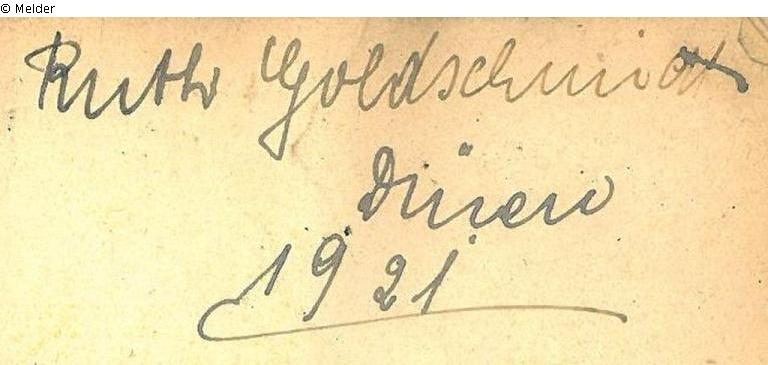 © Melder
Ruth Goldschmidt
Düren
1921